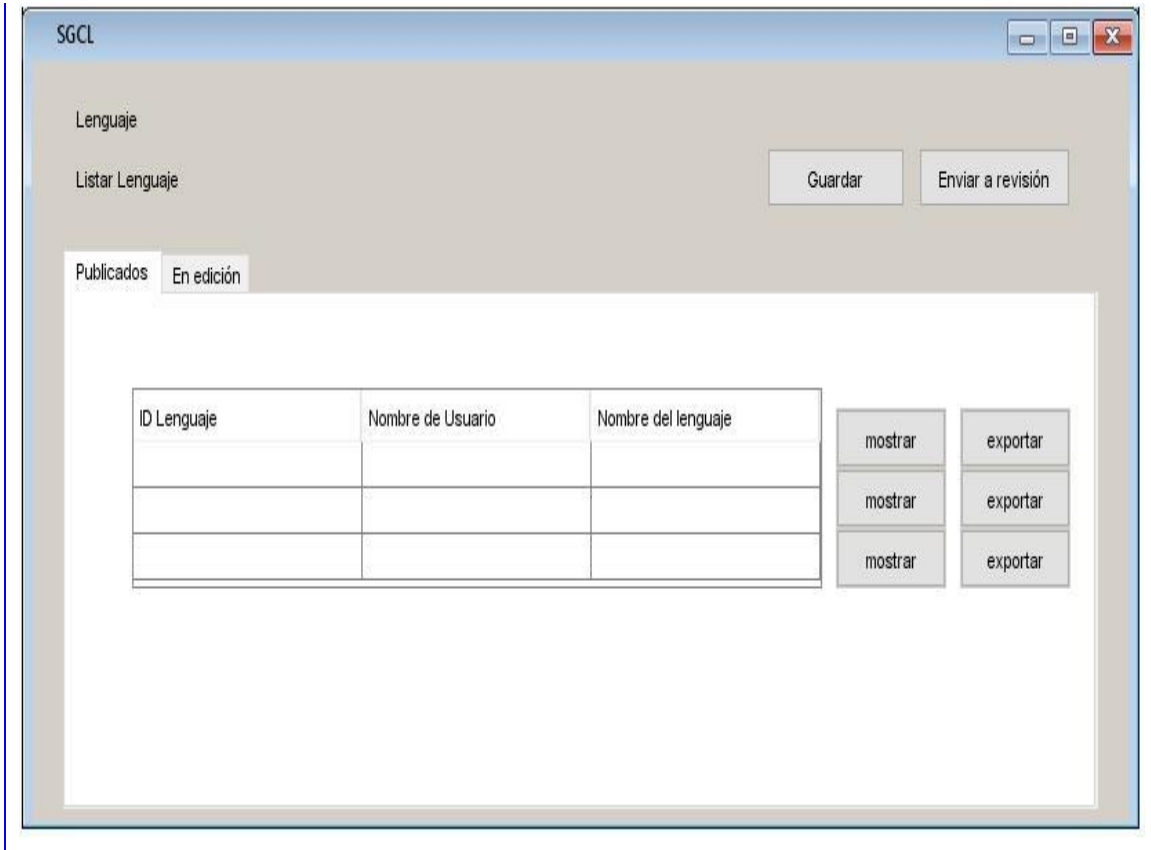 SGCL
Lenguaje
Listar Lenguaje
Guardar
Enviar a revisión
Publicados
En edición
ID Lenguaje
Nombre de Usuario
Nombre del lenguaje
mostrar
exportar
mostrar
exportar
mostrar
exportar